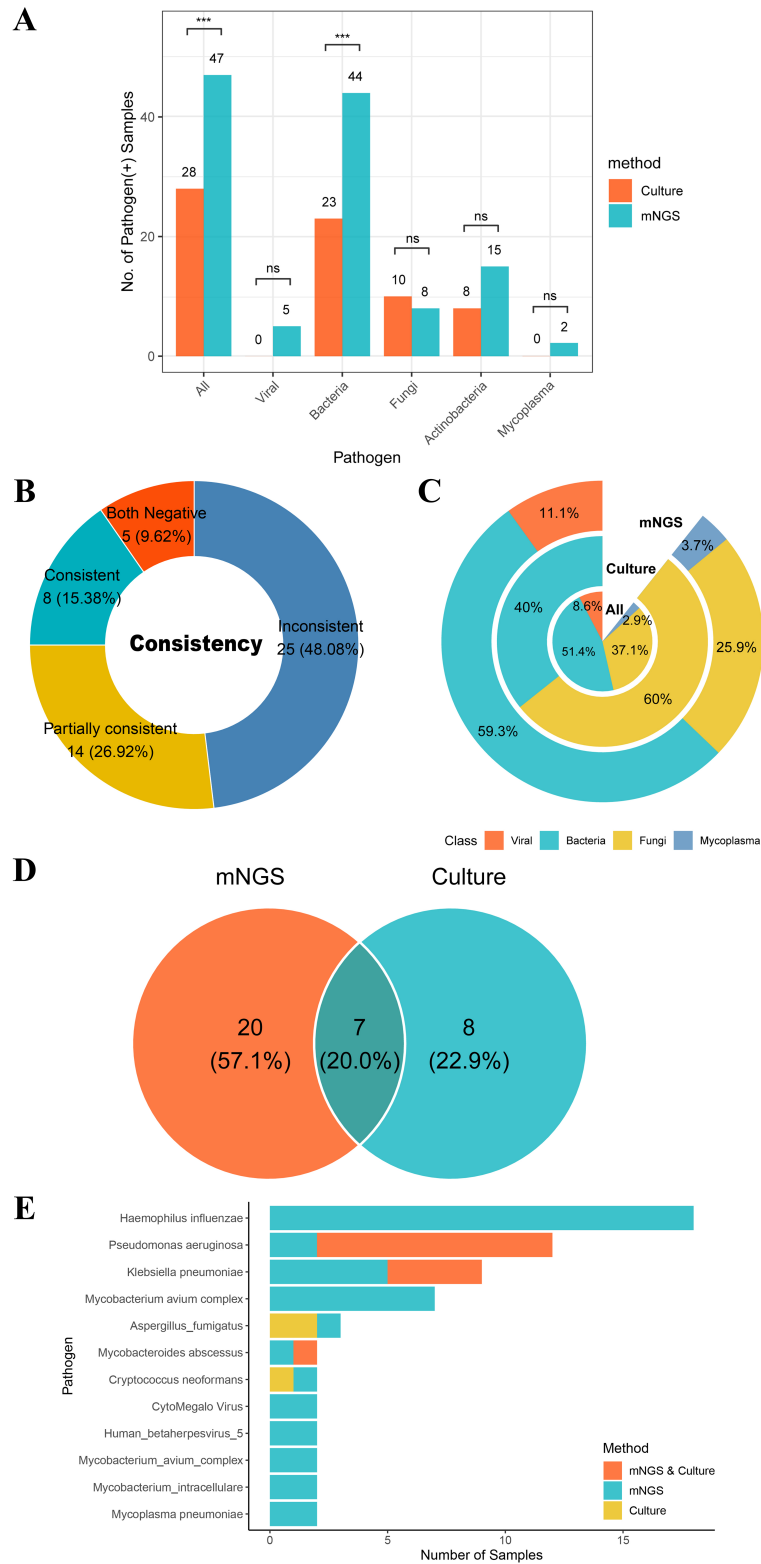 A
No. of Pathogen(+) Samples
0
20
40
28
47
***
0
5
ns
23
44
***
10
8
ns
8
15
ns
0
2
ns
All
Viral
Bacteria
Fungi
Actinobacteria
Mycoplasma
Pathogen
method
Culture
mNGS
B
Both Negative
5 (9.62%)
Consistent
8 (15.38%)
Inconsistent
25 (48.08%)
Consistency
Partially consistent
14 (26.92%)
C
mNGS
Culture
All
11.1%
3.7%
40%
8.6%
2.9%
51.4%
37.1%
25.9%
60%
59.3%
Class
Viral
Bacteria
Fungi
Mycoplasma
D
mNGS
Culture
20
(57.1%)
7
(20.0%)
8
(22.9%)
E
Pathogen
Haemophilus influenzae
Pseudomonas aeruginosa
Klebsiella pneumoniae
Mycobacterium avium complex
Aspergillus_fumigatus
Mycobacteroides abscessus
Cryptococcus neoformans
CytoMegalo Virus
Human_betaherpesvirus_5
Mycobacterium_avium_complex
Mycobacterium_intracellulare
Mycoplasma pneumoniae
Method
mNGS & Culture
mNGS
Culture
0
5
10
15
Number of Samples